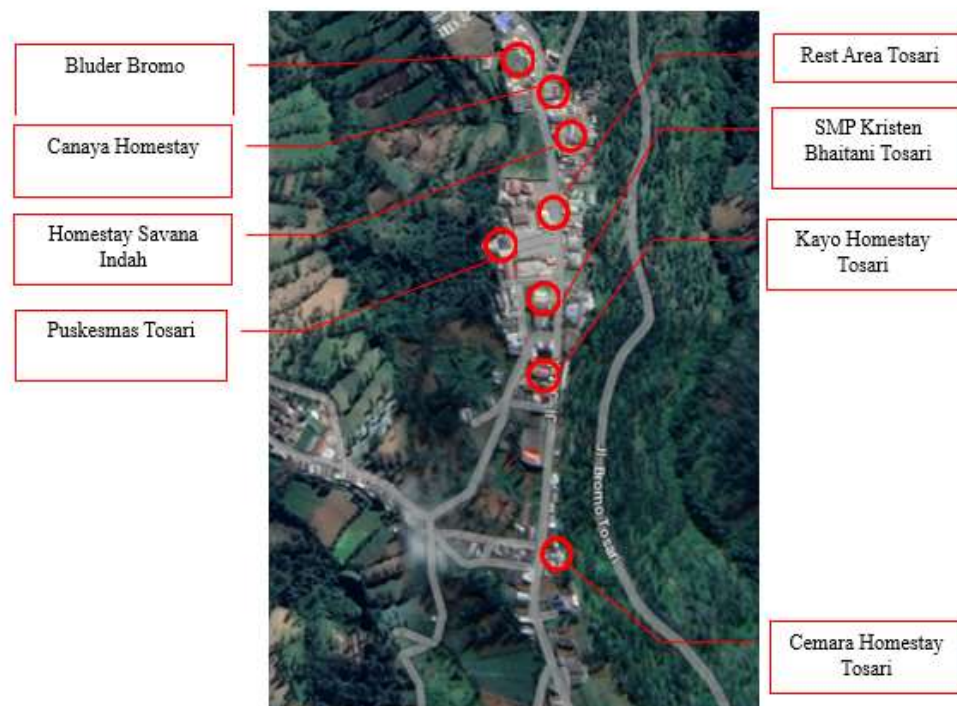 Bluder Bromo
Canaya Homestay
Homestay Savana
Indah
Puskesmas Tosari
Rest Area Tosari
SMP Kristen
Bhaitani Tosari
Kayo Homestay
Tosari
Cemara Homestay
Tosari
Jl. Bromo Tosari